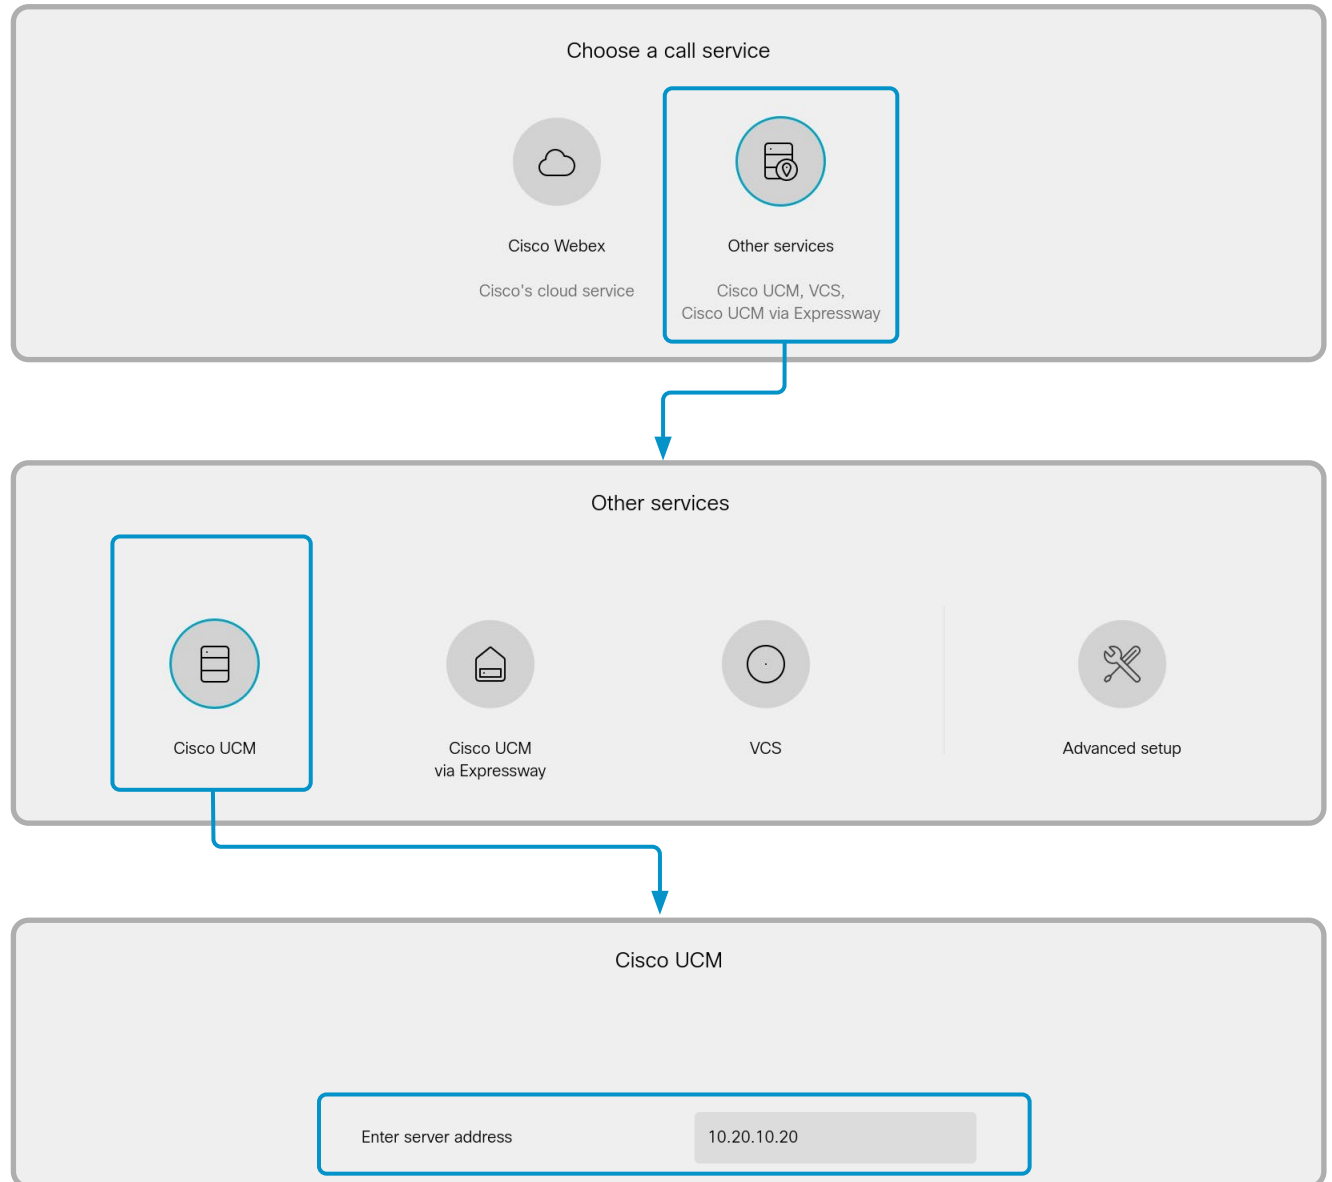 Choose a call service
Cisco Webex
Cisco's cloud service
Other services
Cisco UCM, VCS,
Cisco UCM via Expressway
Other services
Cisco UCM
Cisco UCM
via Expressway
VCS
Advanced setup
Cisco UCM
Enter server address
10.20.10.20